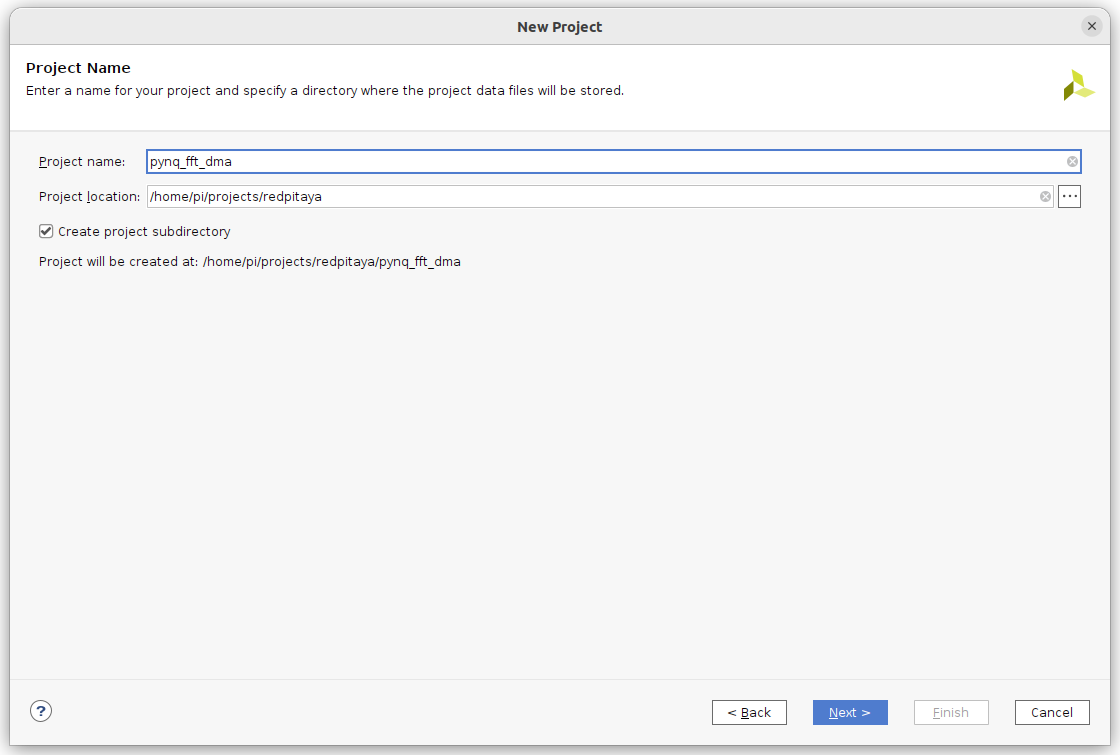 New Project
Project Name
Enter a name for your project and specify a directory where the project data files will be stored.
Project name: pynq_fft_dma
Project location: /home/pi/projects/redpitaya
Create project subdirectory
Project will be created at: /home/pi/projects/redpitaya/pynq_fft_dma
? < Back Next > Finish Cancel